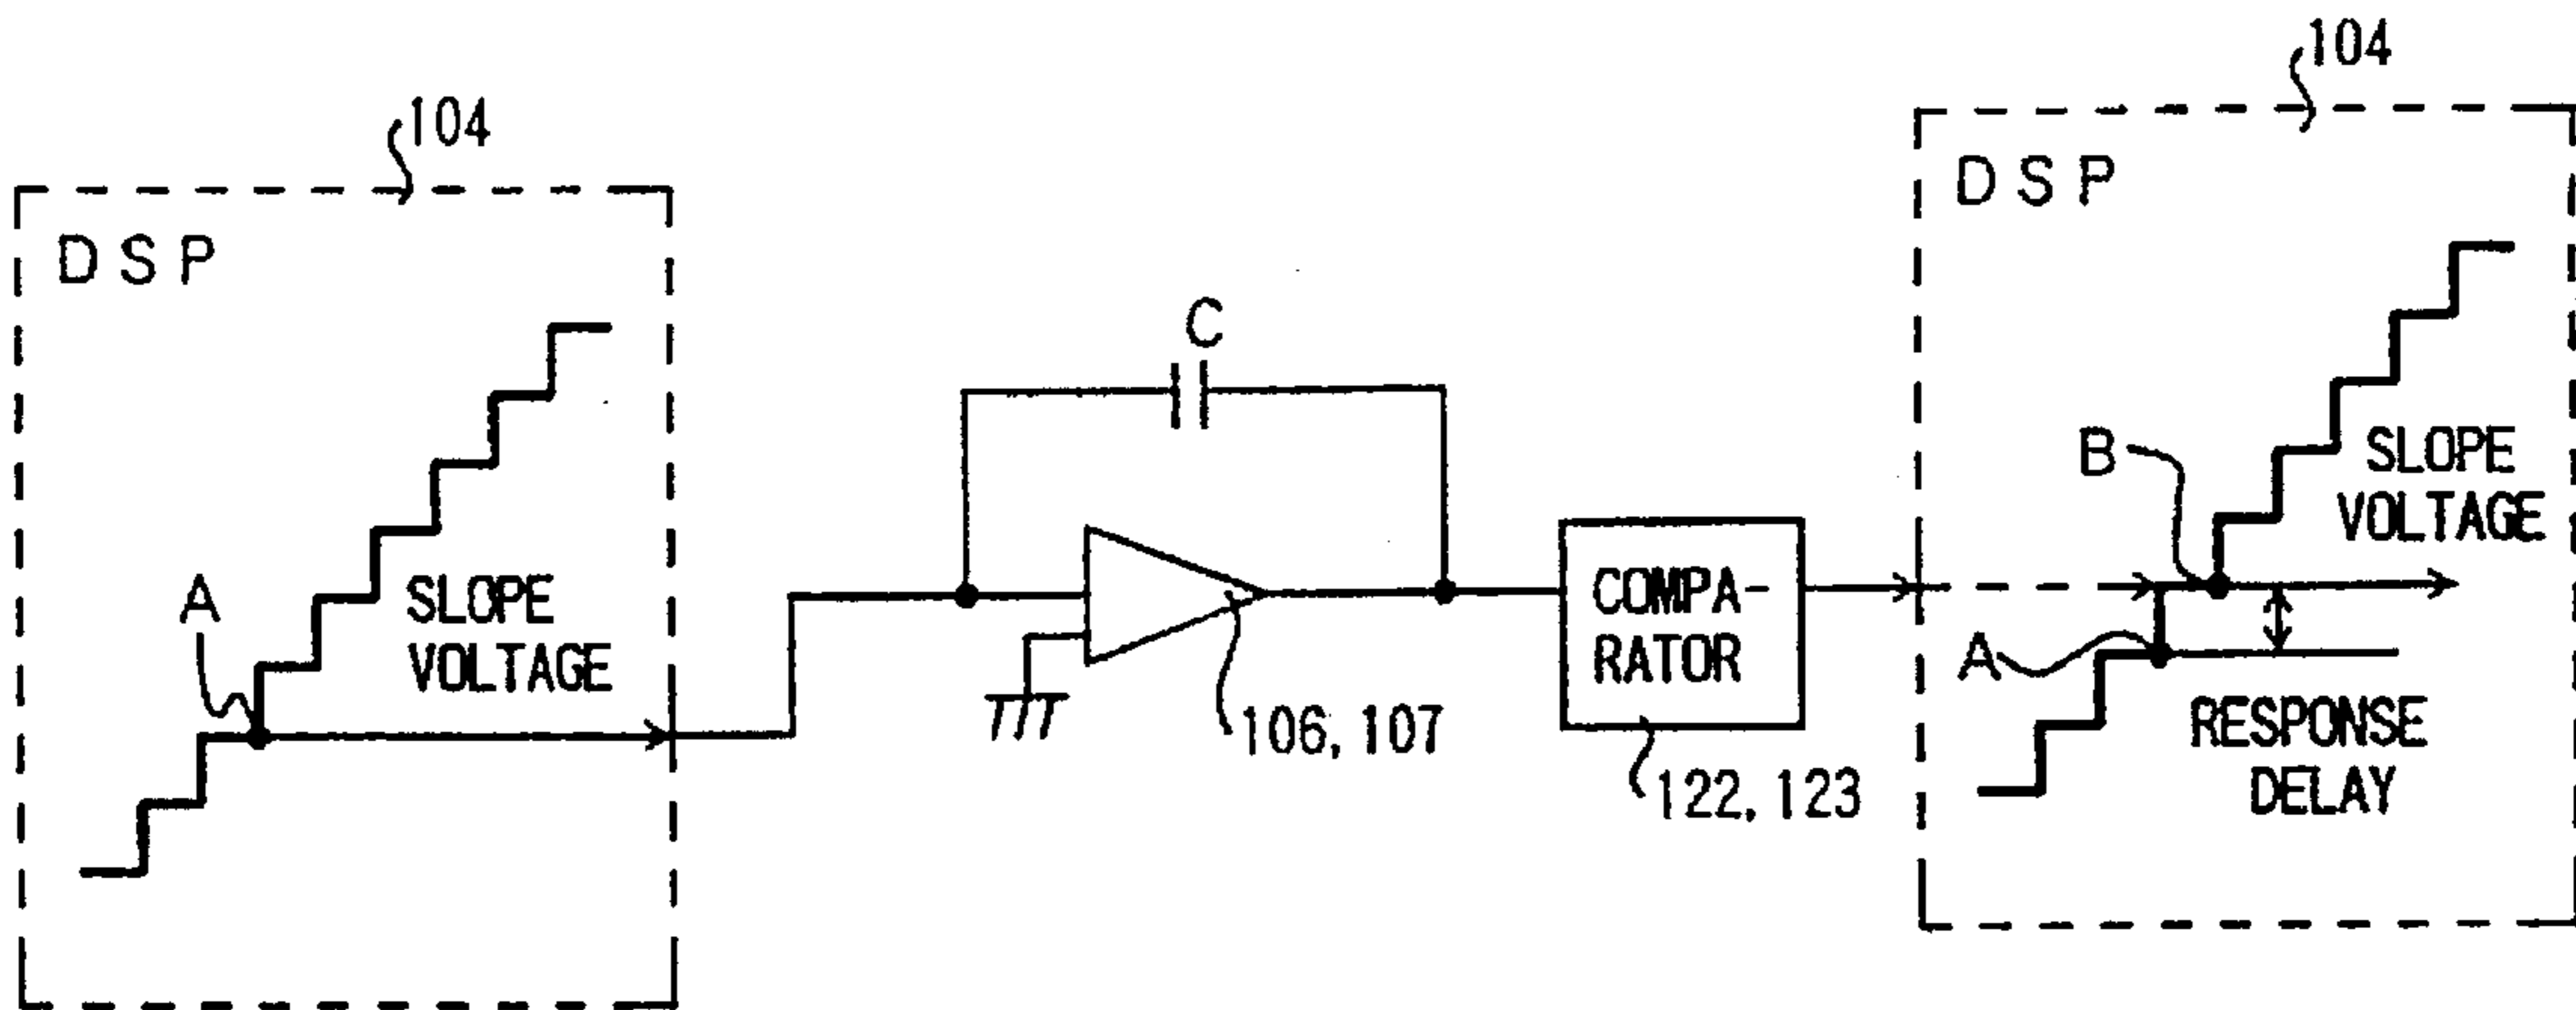 104
DSP
A
SLOPE
VOLTAGE
C
106, 107
COMPA-
RATOR
122, 123
104
DSP
B
SLOPE
VOLTAGE
A
RESPONSE
DELAY